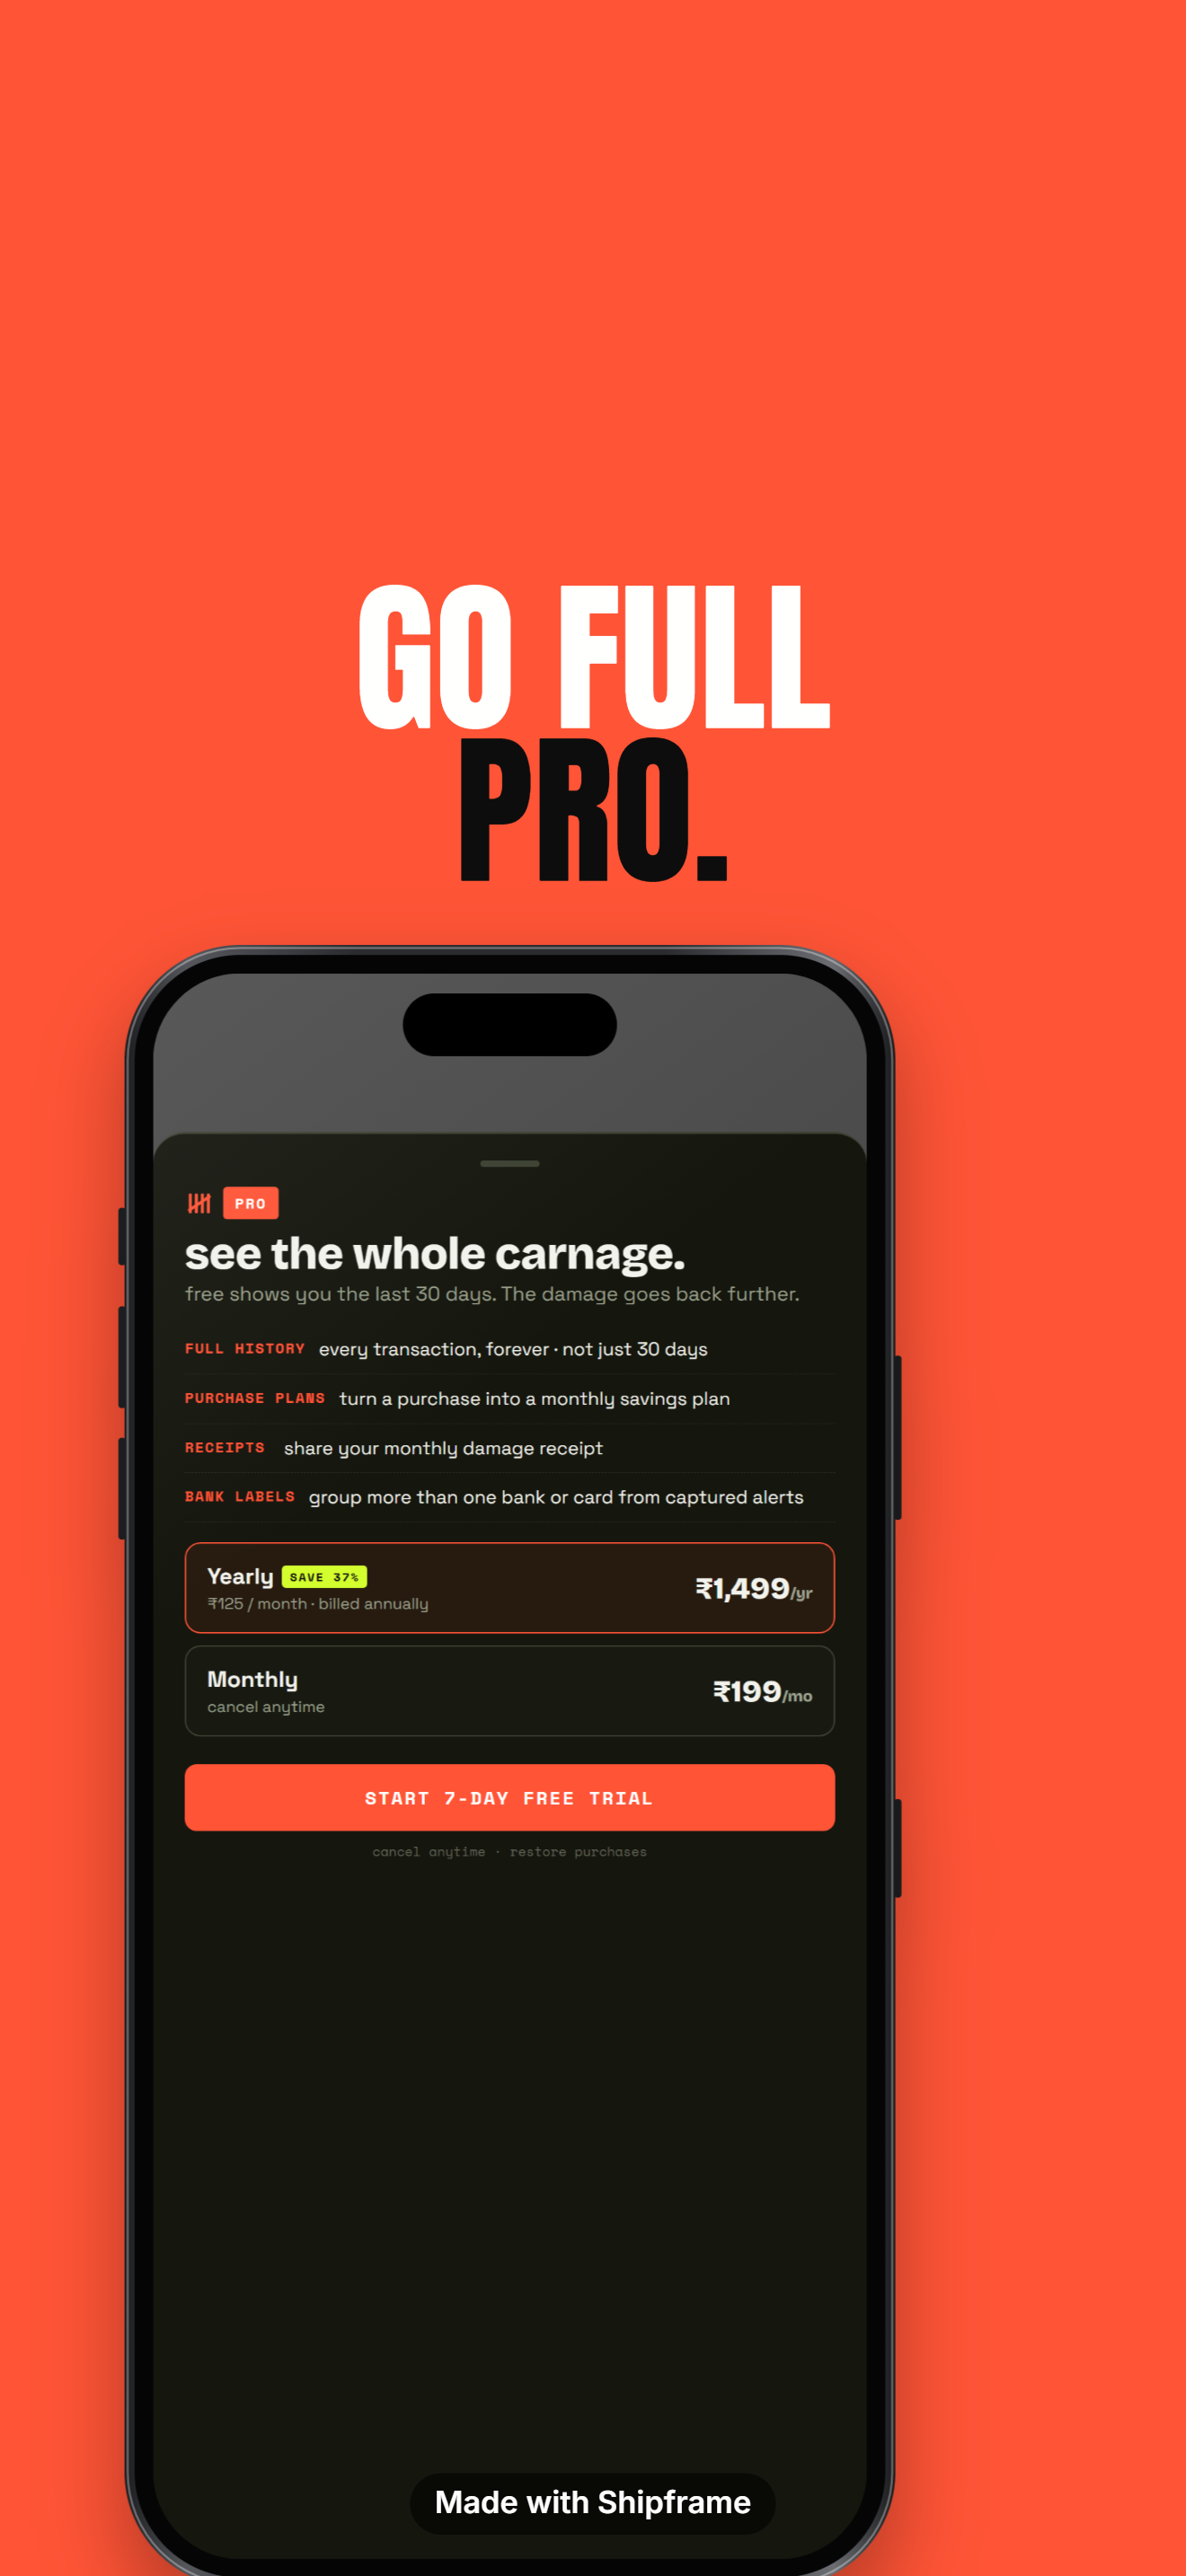 GO FULL
PRO.
PRO
see the whole carnage.
free shows you the last 30 days. The damage goes back further.
FULL HISTORY every transaction, forever · not just 30 days
PURCHASE PLANS turn a purchase into a monthly savings plan
RECEIPTS share your monthly damage receipt
BANK LABELS group more than one bank or card from captured alerts
Yearly SAVE 37%
₹1,499/yr
₹125 / month · billed annually
Monthly
₹199/mo
cancel anytime
START 7-DAY FREE TRIAL
cancel anytime · restore purchases
Made with Shipframe